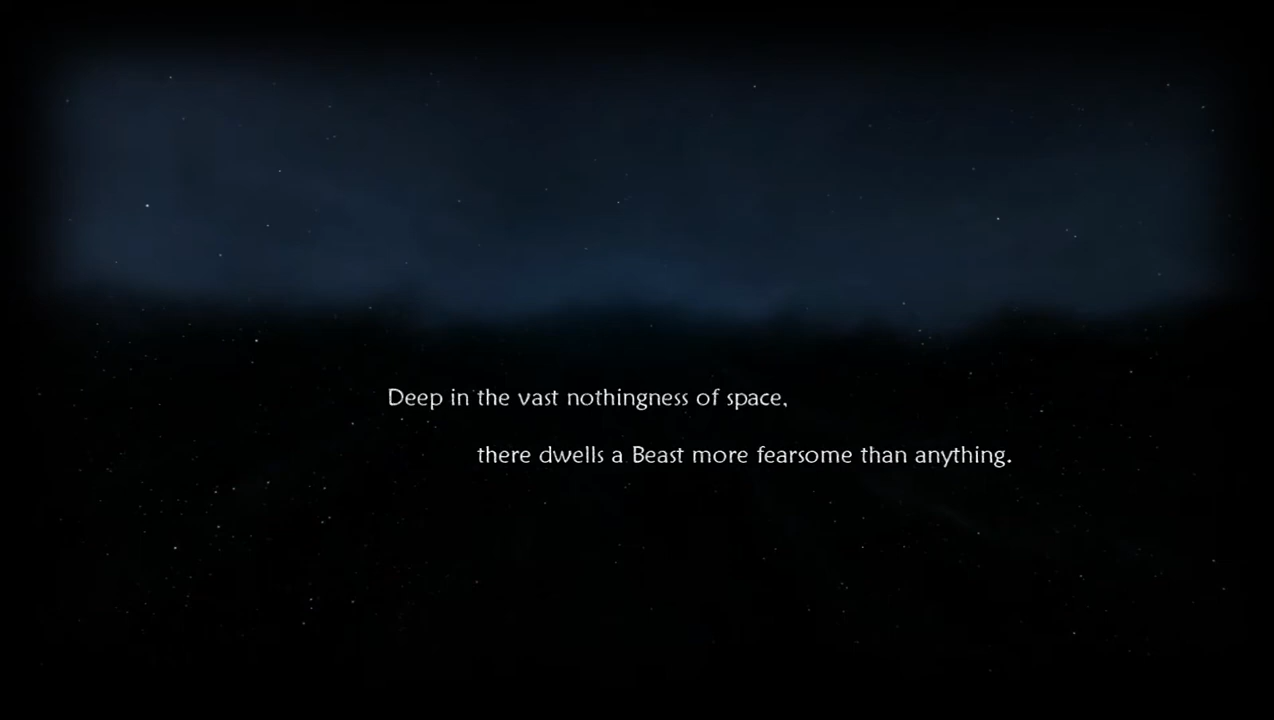 Deep in the vast nothingness of space,
there dwells a Beast more fearsome than anything.